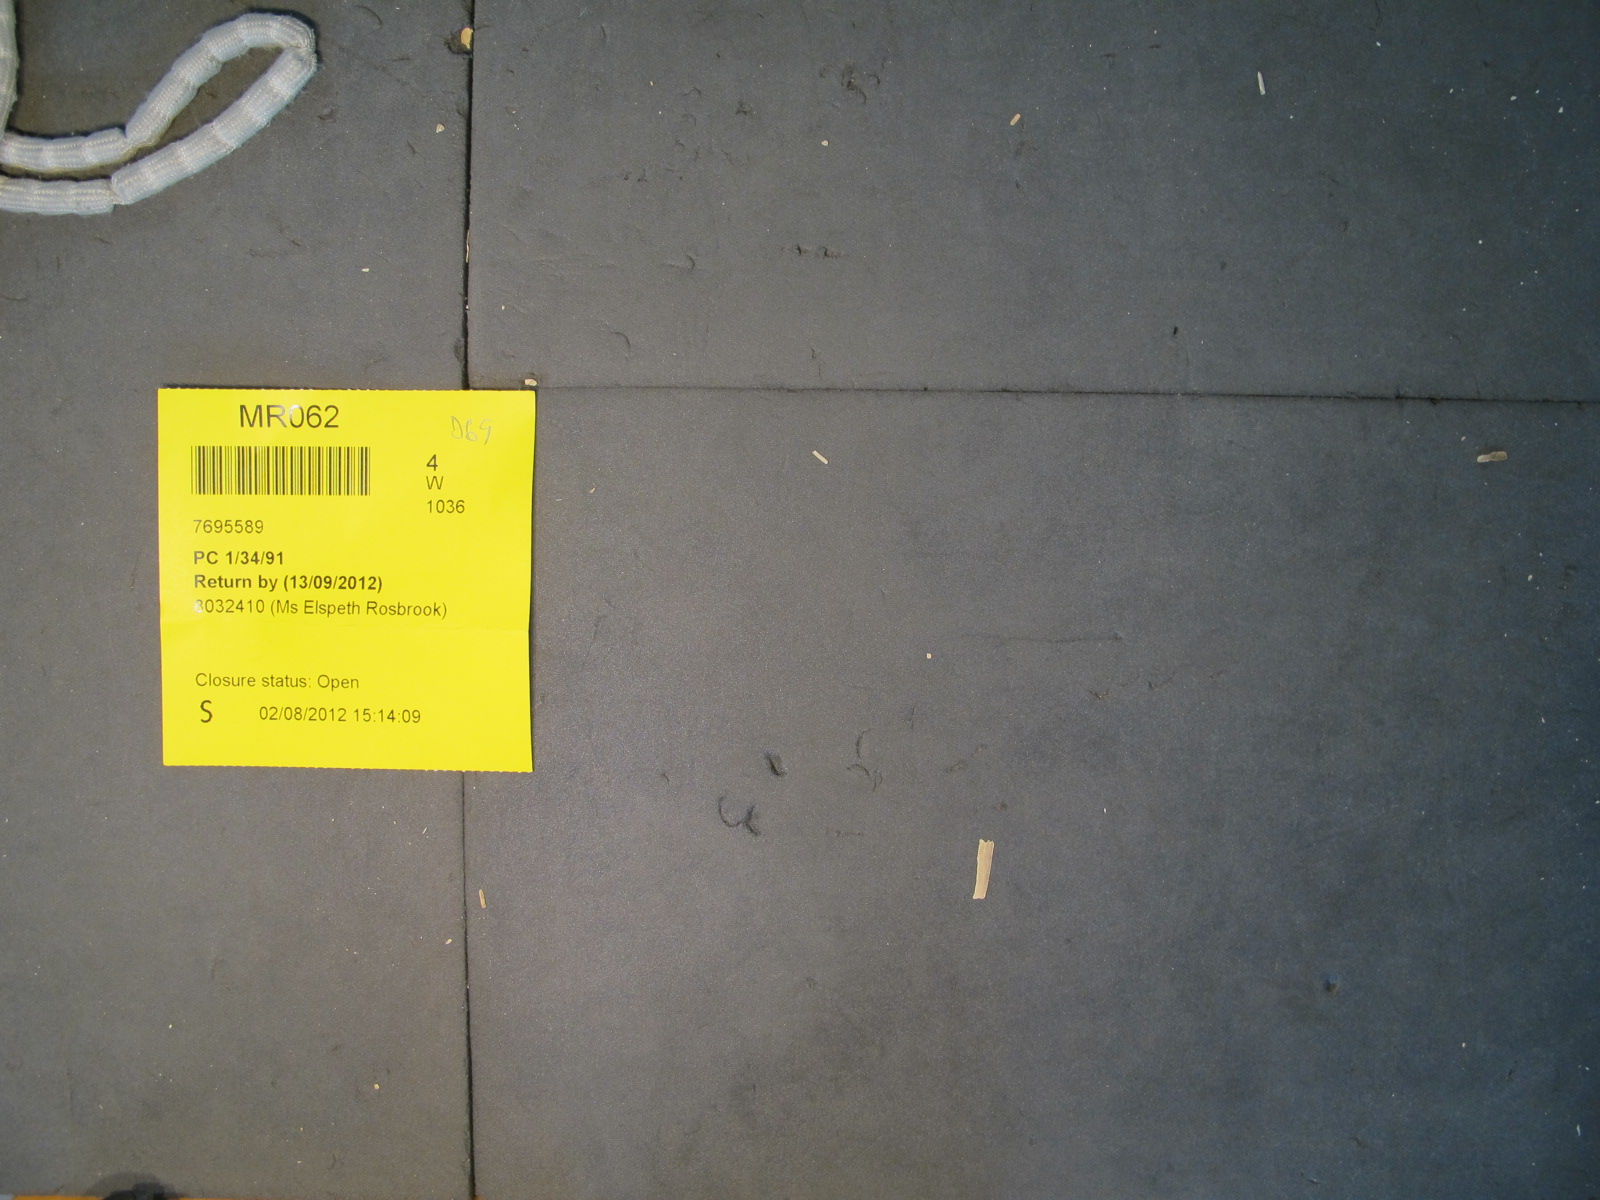 MR062
D69
4
W
1036
7695589
PC 1/34/91
Return by (13/09/2012)
8032410 (Ms Elspeth Rosbrook)
Closure status: Open
S 02/08/2012 15:14:09